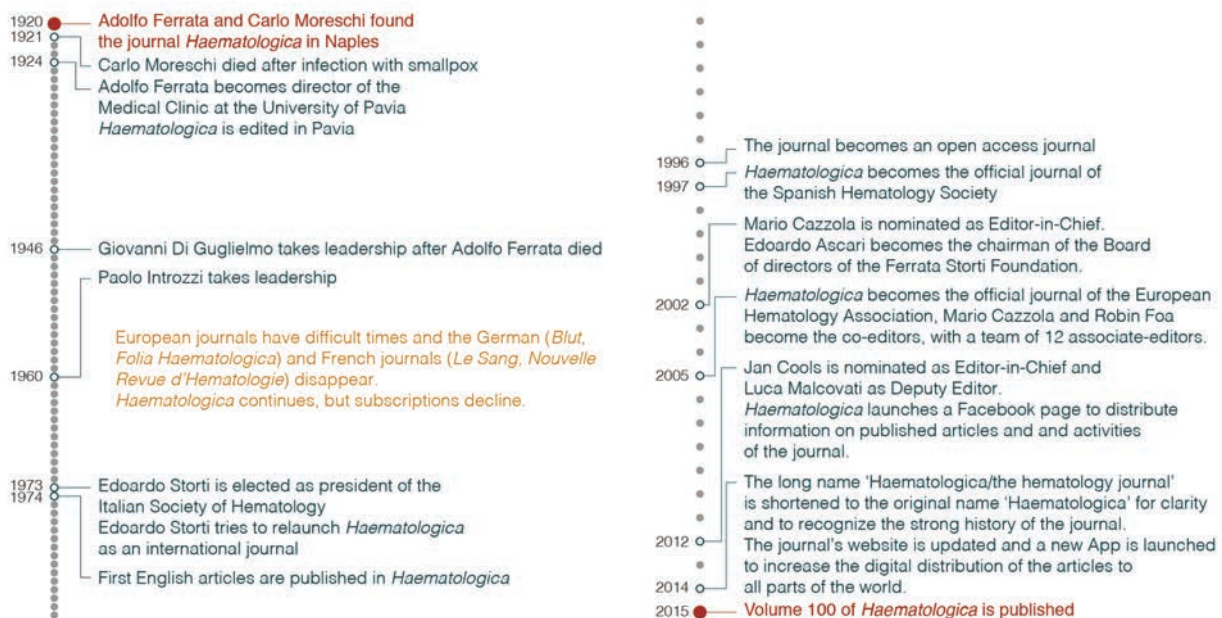 1920
Adolfo Ferrata and Carlo Moreschi found
the journal Haematologica in Naples
1921
Carlo Moreschi died after infection with smallpox
1924
Adolfo Ferrata becomes director of the
Medical Clinic at the University of Pavia
Haematologica is edited in Pavia
1946
Giovanni Di Guglielmo takes leadership after Adolfo Ferrata died
Paolo Introzzi takes leadership
European journals have difficult times and the German (Blut,
Folia Haematologica) and French journals (Le Sang, Nouvelle
Revue d'Hematologie) disappear.
Haematologica continues, but subscriptions decline.
1960
1973
Edoardo Storti is elected as president of the
Italian Society of Hematology
Edoardo Storti tries to relaunch Haematologica
as an international journal
1974
First English articles are published in Haematologica
1996
The journal becomes an open access journal
1997
Haematologica becomes the official journal of
the Spanish Hematology Society
Mario Cazzola is nominated as Editor-in-Chief.
Edoardo Ascari becomes the chairman of the Board
of directors of the Ferrata Storti Foundation.
2002
Haematologica becomes the official journal of the European
Hematology Association, Mario Cazzola and Robin Foa
become the co-editors, with a team of 12 associate-editors.
2005
Jan Cools is nominated as Editor-in-Chief and
Luca Malcovati as Deputy Editor.
Haematologica launches a Facebook page to distribute
information on published articles and and activities
of the journal.
The long name 'Haematologica/the hematology journal'
is shortened to the original name 'Haematologica' for clarity
and to recognize the strong history of the journal.
2012
The journal's website is updated and a new App is launched
to increase the digital distribution of the articles to
all parts of the world.
2014
2015
Volume 100 of Haematologica is published